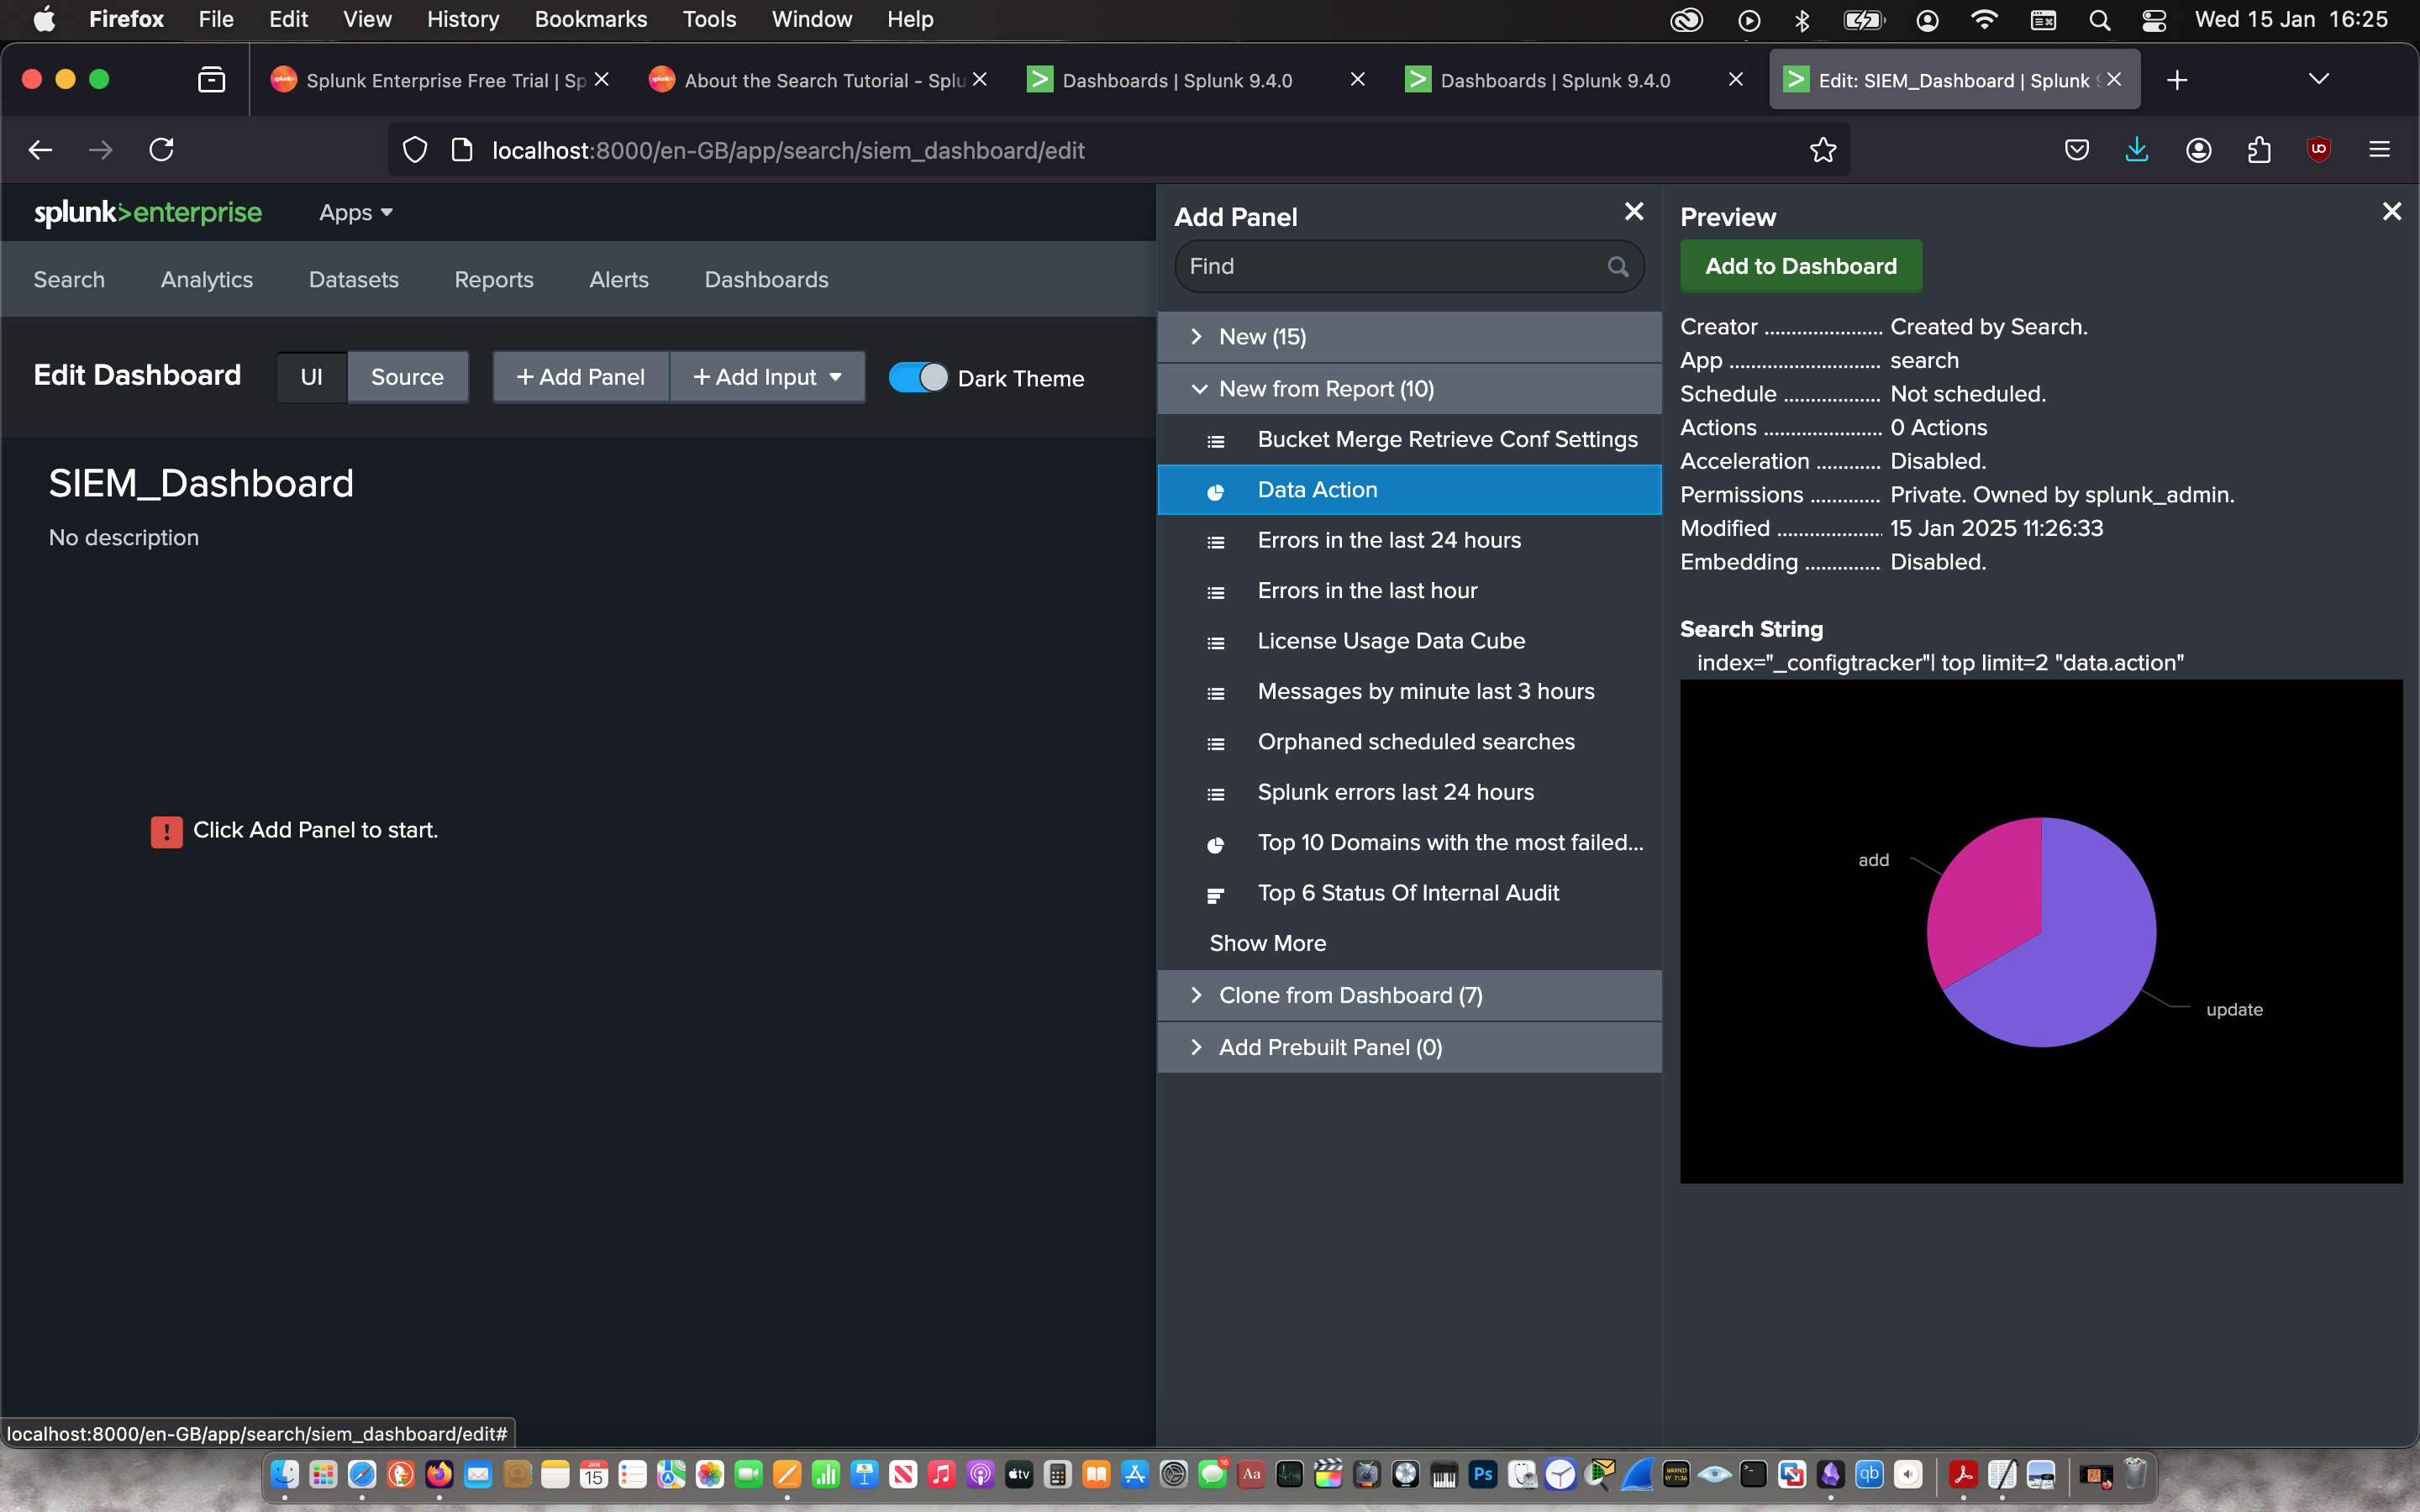 Firefox File Edit View History Bookmarks Tools Window Help Wed 15 Jan 16:25
Splunk Enterprise Free Trial | Sp
About the Search Tutorial - Splu
Dashboards | Splunk 9.4.0
Dashboards | Splunk 9.4.0
Edit: SIEM_Dashboard | Splunk 9
localhost:8000/en-GB/app/search/siem_dashboard/edit
splunk>enterprise Apps
Search Analytics Datasets Reports Alerts Dashboards
Edit Dashboard UI Source + Add Panel + Add Input Dark Theme
SIEM_Dashboard
No description
! Click Add Panel to start.
Add Panel
Find
New (15)
New from Report (10)
Bucket Merge Retrieve Conf Settings
Data Action
Errors in the last 24 hours
Errors in the last hour
License Usage Data Cube
Messages by minute last 3 hours
Orphaned scheduled searches
Splunk errors last 24 hours
Top 10 Domains with the most failed...
Top 6 Status Of Internal Audit
Show More
Clone from Dashboard (7)
Add Prebuilt Panel (0)
Preview
Add to Dashboard
Creator ...................... Created by Search.
App ............................ search
Schedule .................. Not scheduled.
Actions ...................... 0 Actions
Acceleration ............ Disabled.
Permissions ............. Private. Owned by splunk_admin.
Modified .................... 15 Jan 2025 11:26:33
Embedding .............. Disabled.
Search String
index="_configtracker"| top limit=2 "data.action"
add
update
localhost:8000/en-GB/app/search/siem_dashboard/edit#
JAN
15
tv
16
Aa
Ps
qb